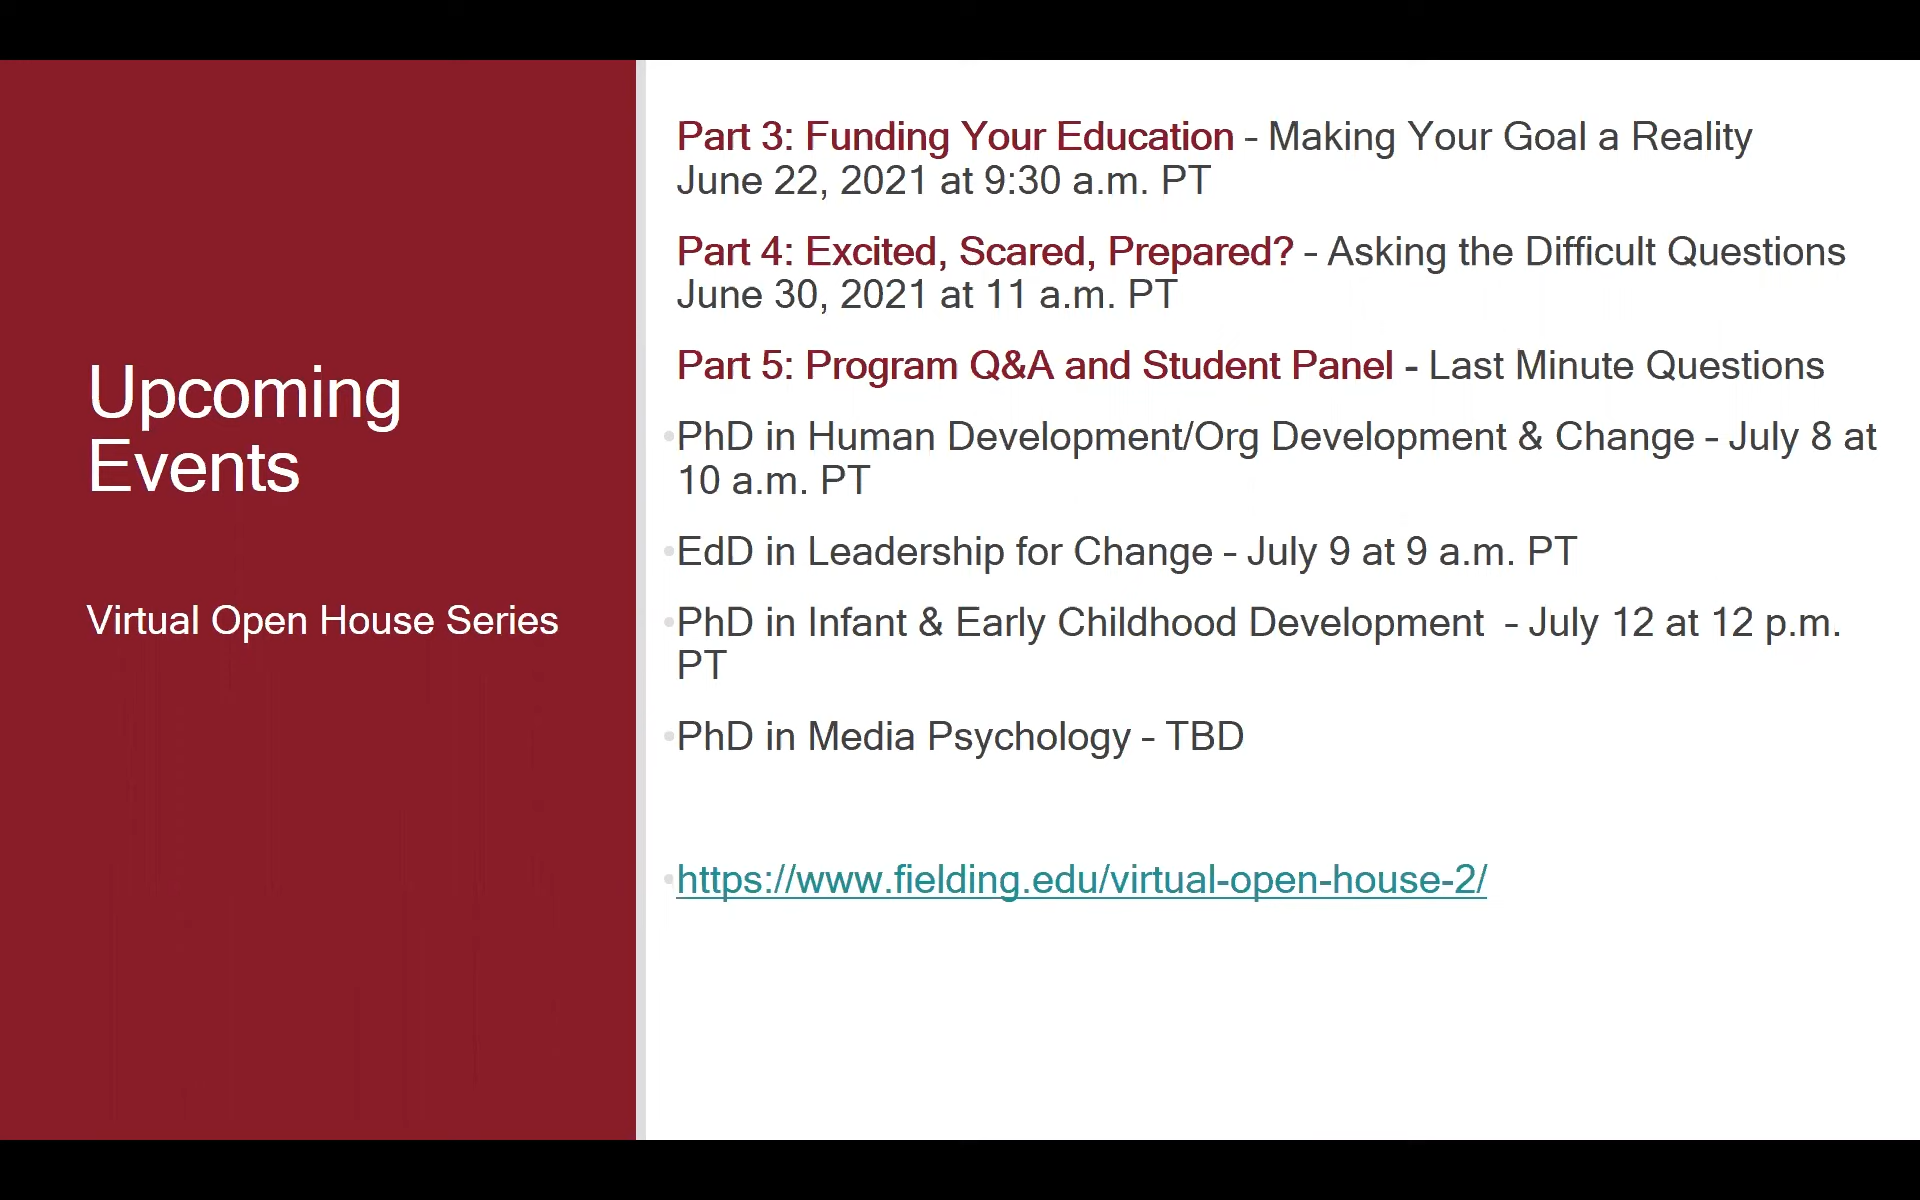 Upcoming
Events
Virtual Open House Series
Part 3: Funding Your Education – Making Your Goal a Reality
June 22, 2021 at 9:30 a.m. PT
Part 4: Excited, Scared, Prepared? – Asking the Difficult Questions
June 30, 2021 at 11 a.m. PT
Part 5: Program Q&A and Student Panel - Last Minute Questions
•PhD in Human Development/Org Development & Change – July 8 at
10 a.m. PT
•EdD in Leadership for Change – July 9 at 9 a.m. PT
•PhD in Infant & Early Childhood Development – July 12 at 12 p.m.
PT
•PhD in Media Psychology – TBD
•https://www.fielding.edu/virtual-open-house-2/